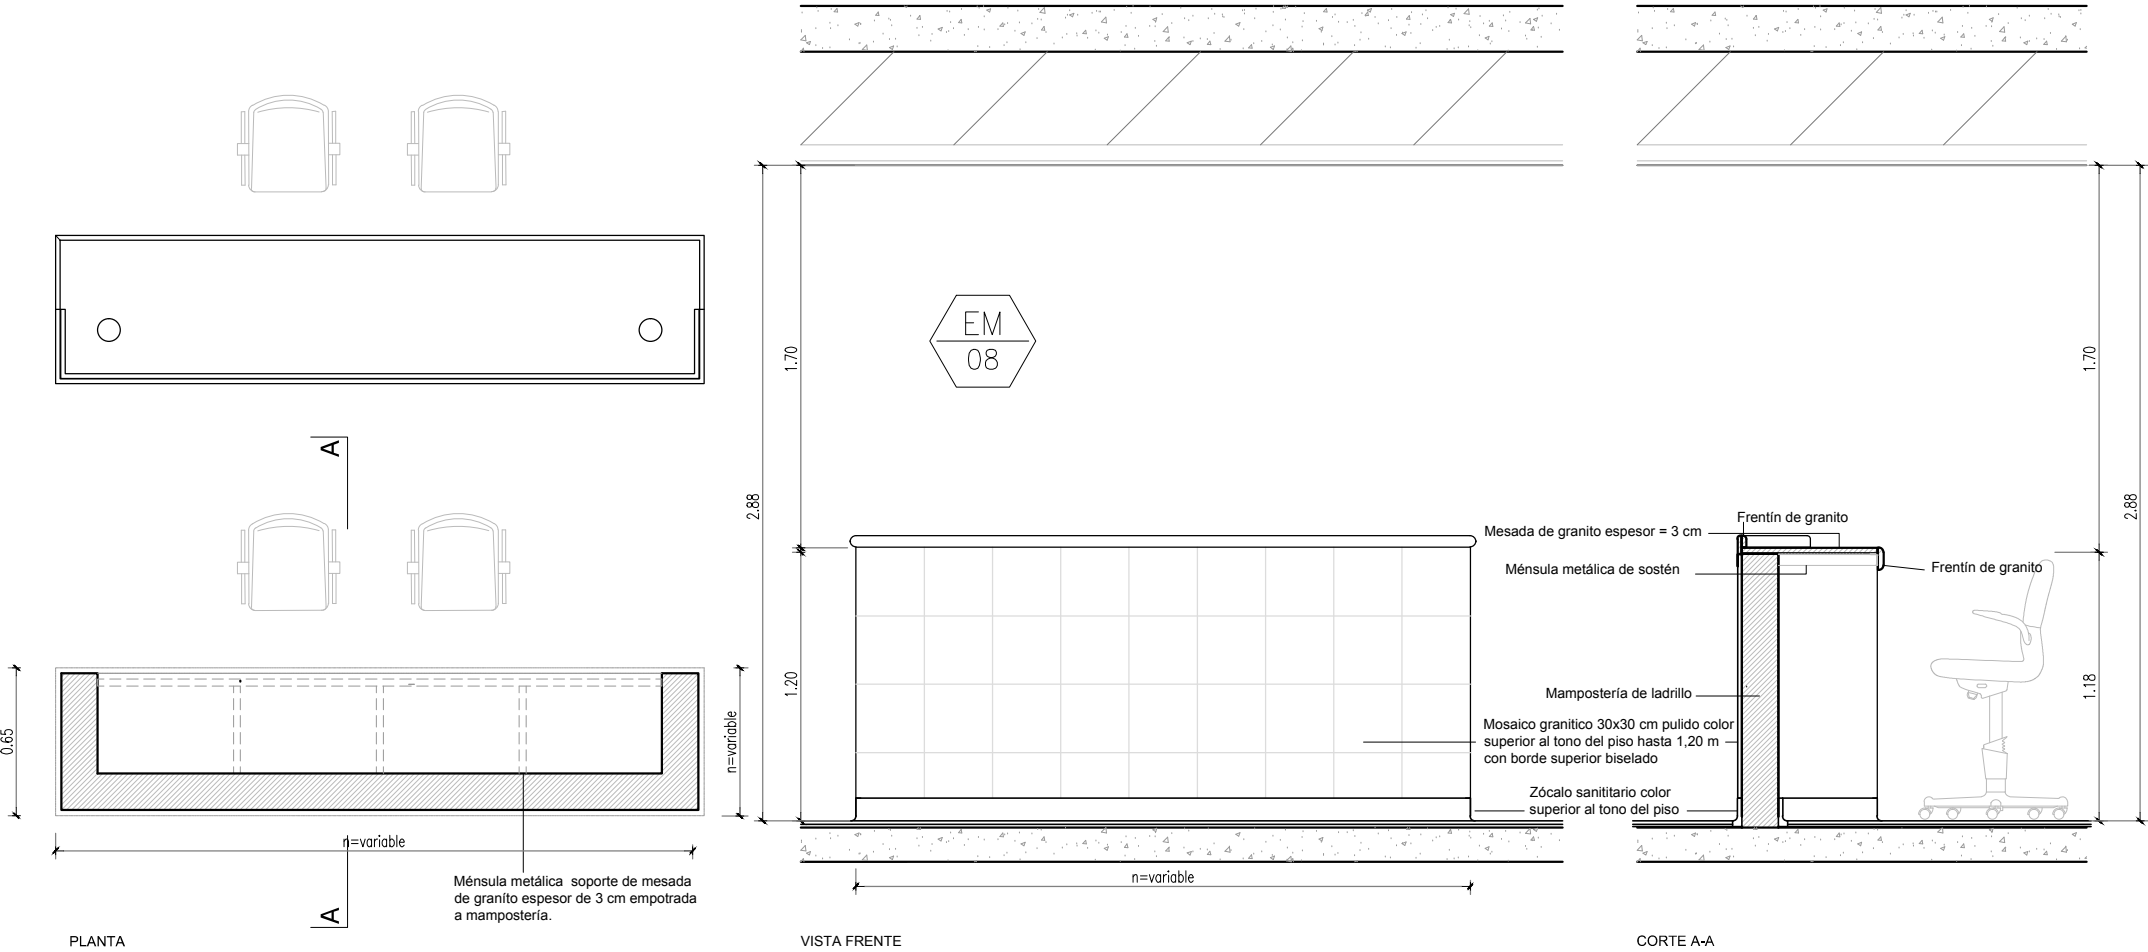 A
0.65
n=variable
n=variable
A
Ménsula metálica soporte de mesada
de graníto espesor de 3 cm empotrada
a mampostería.
PLANTA
2.88
1.70
1.20
EM
08
n=variable
VISTA FRENTE
Mesada de granito espesor = 3 cm
Frentín de granito
Ménsula metálica de sostén
Frentín de granito
Mampostería de ladrillo
Mosaico granitico 30x30 cm pulido color
superior al tono del piso hasta 1,20 m
con borde superior biselado
Zócalo sanititario color
superior al tono del piso
1.70
1.18
2.88
CORTE A-A